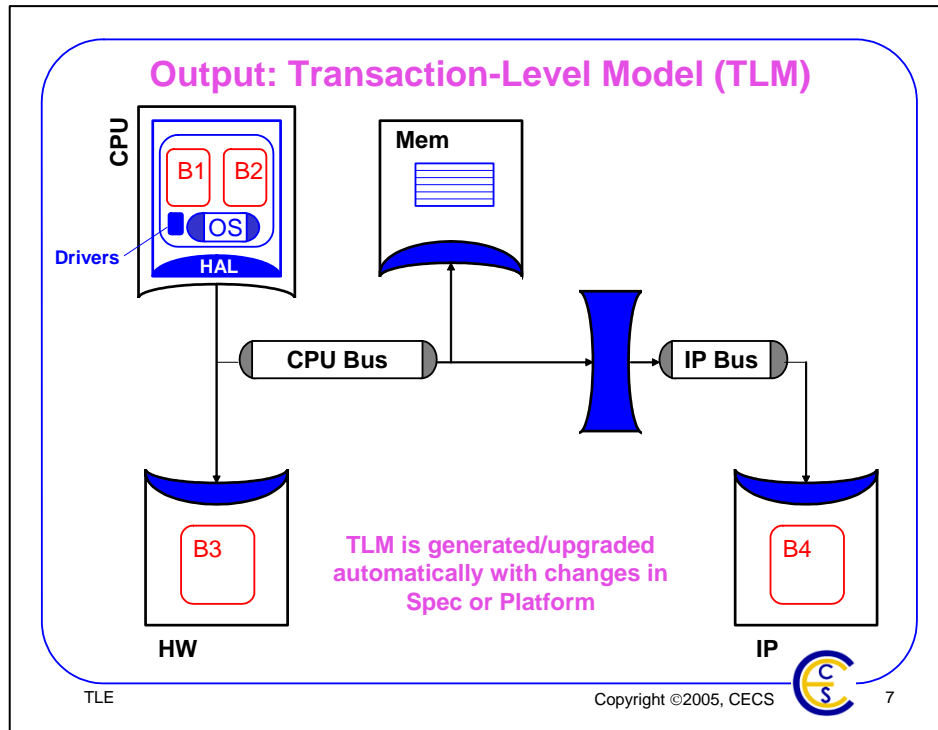 Output: Transaction-Level Model (TLM)
CPU
B1
B2
OS
Drivers
HAL
Mem
CPU Bus
IP Bus
B3
HW
TLM is generated/upgraded
automatically with changes in
Spec or Platform
B4
IP
TLE
Copyright ©2005, CECS
C
S
7